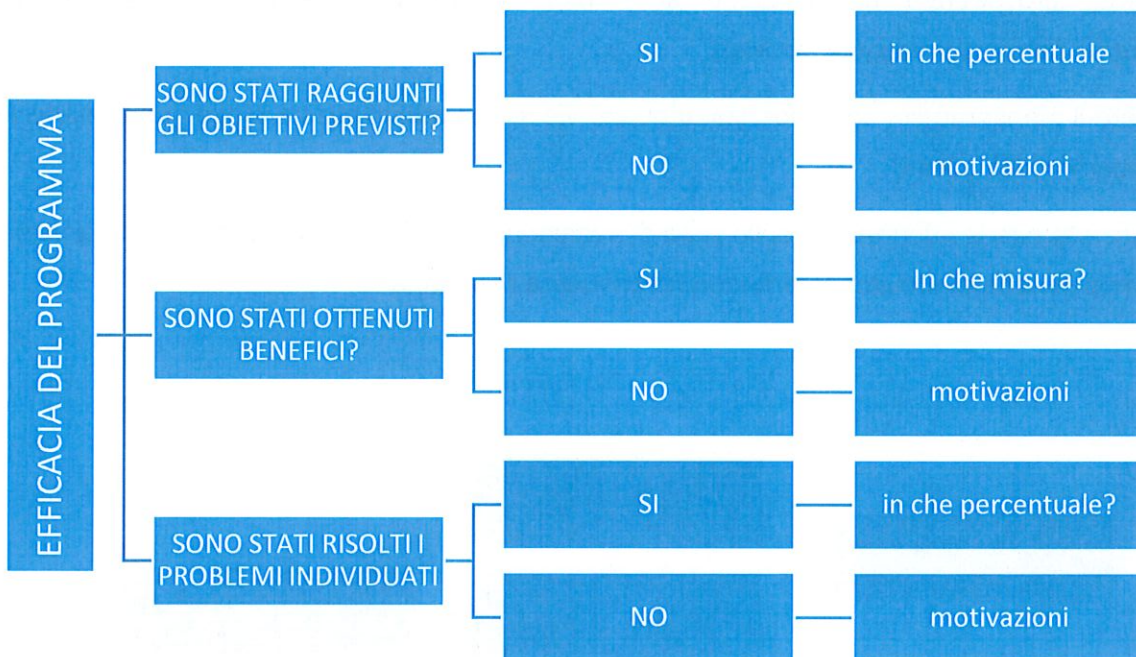 EFFICACIA DEL PROGRAMMA
SONO STATI RAGGIUNTI
GLI OBIETTIVI PREVISTI?
SI
in che percentuale
NO
motivazioni
SONO STATI OTTENUTI
BENEFICI?
SI
In che misura?
NO
motivazioni
SONO STATI RISOLTI I
PROBLEMI INDIVIDUATI
SI
in che percentuale?
NO
motivazioni